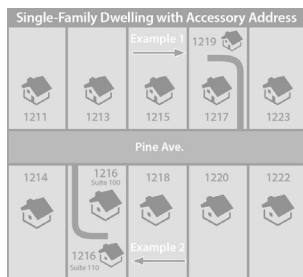 Single-Family Dwelling with Accessory Address
Example 1
1219
1211
1213
1215
1217
1223
Pine Ave.
1214
1216
Suite 100
1218
1220
1222
1216
Suite 110
Example 2